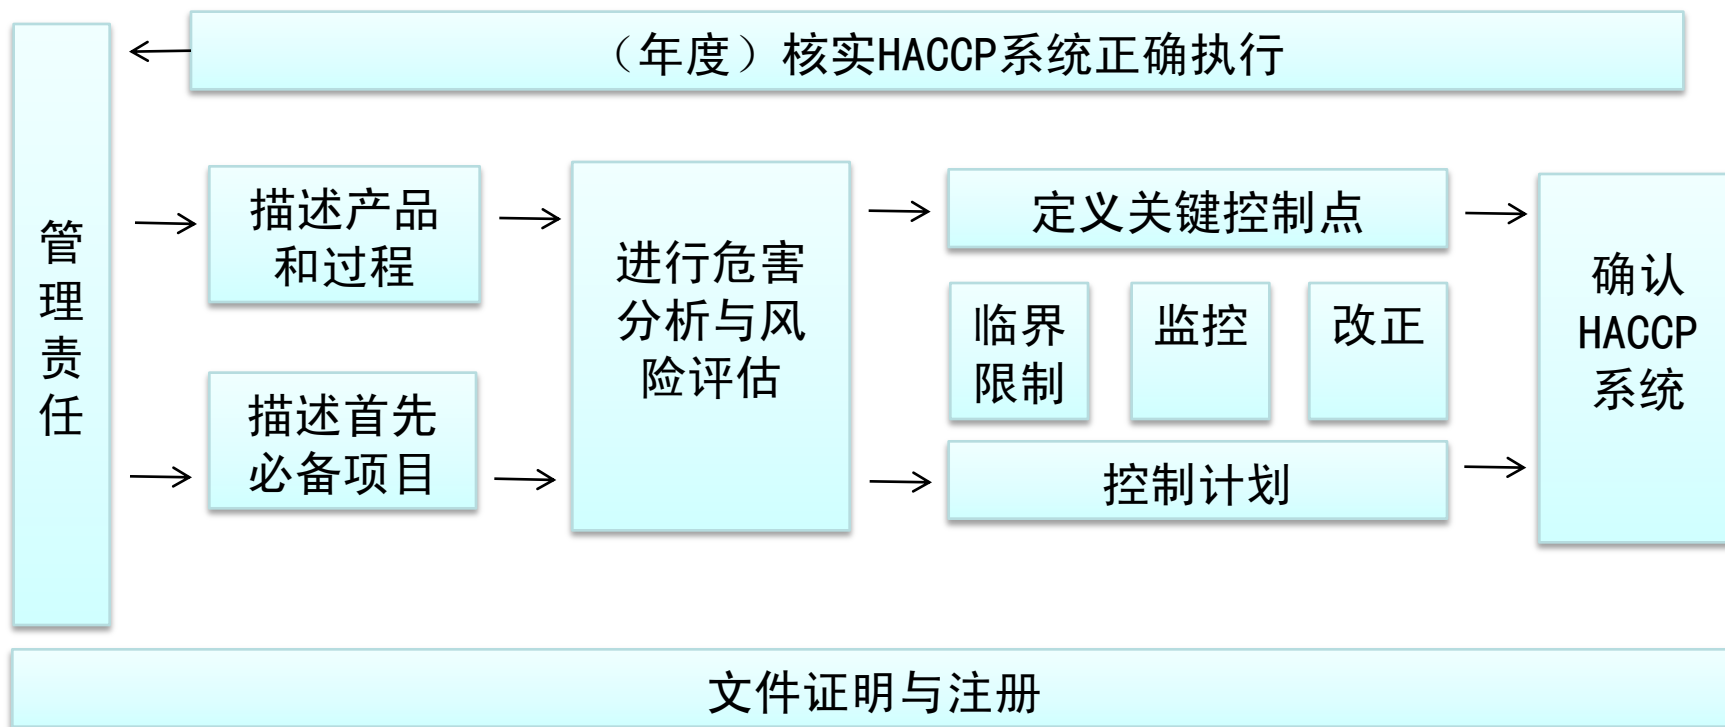 （年度）核实HACCP系统正确执行
管
理
责
任
描述产品
和过程
描述首先
必备项目
进行危害
分析与风
险评估
定义关键控制点
临界
限制
监控
改正
控制计划
确认
HACCP
系统
文件证明与注册